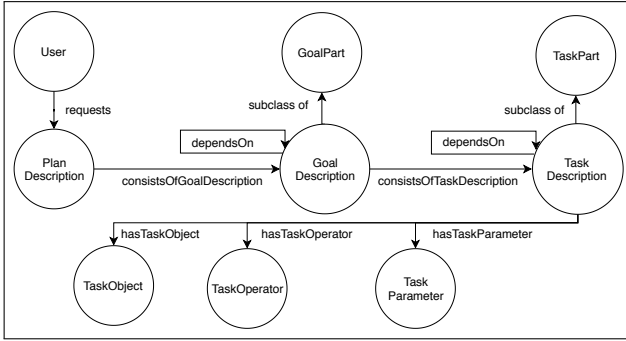 User
GoalPart
TaskPart
requests
subclass of
subclass of
dependsOn
dependsOn
Plan
Description
Goal
Description
Task
Description
consistsOfGoalDescription
consistsOfTaskDescription
hasTaskObject
hasTaskOperator
hasTaskParameter
TaskObject
TaskOperator
Task
Parameter